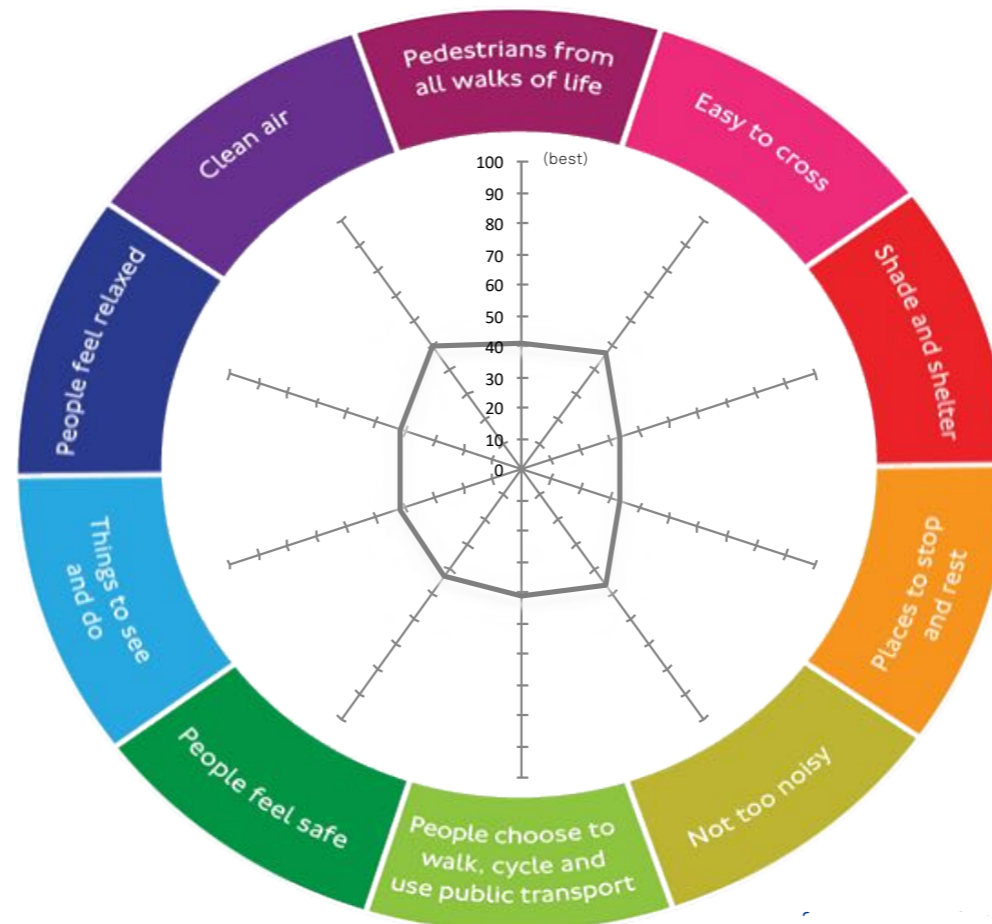 Pedestrians from
all walks of life
Easy to cross
Shade and shelter
Places to stop
and rest
Not too noisy
People choose to
walk, cycle and
use public transport
People feel safe
Things to see
and do
People feel relaxed
Clean air
100 (best)
90
80
70
60
50
40
30
20
10
0